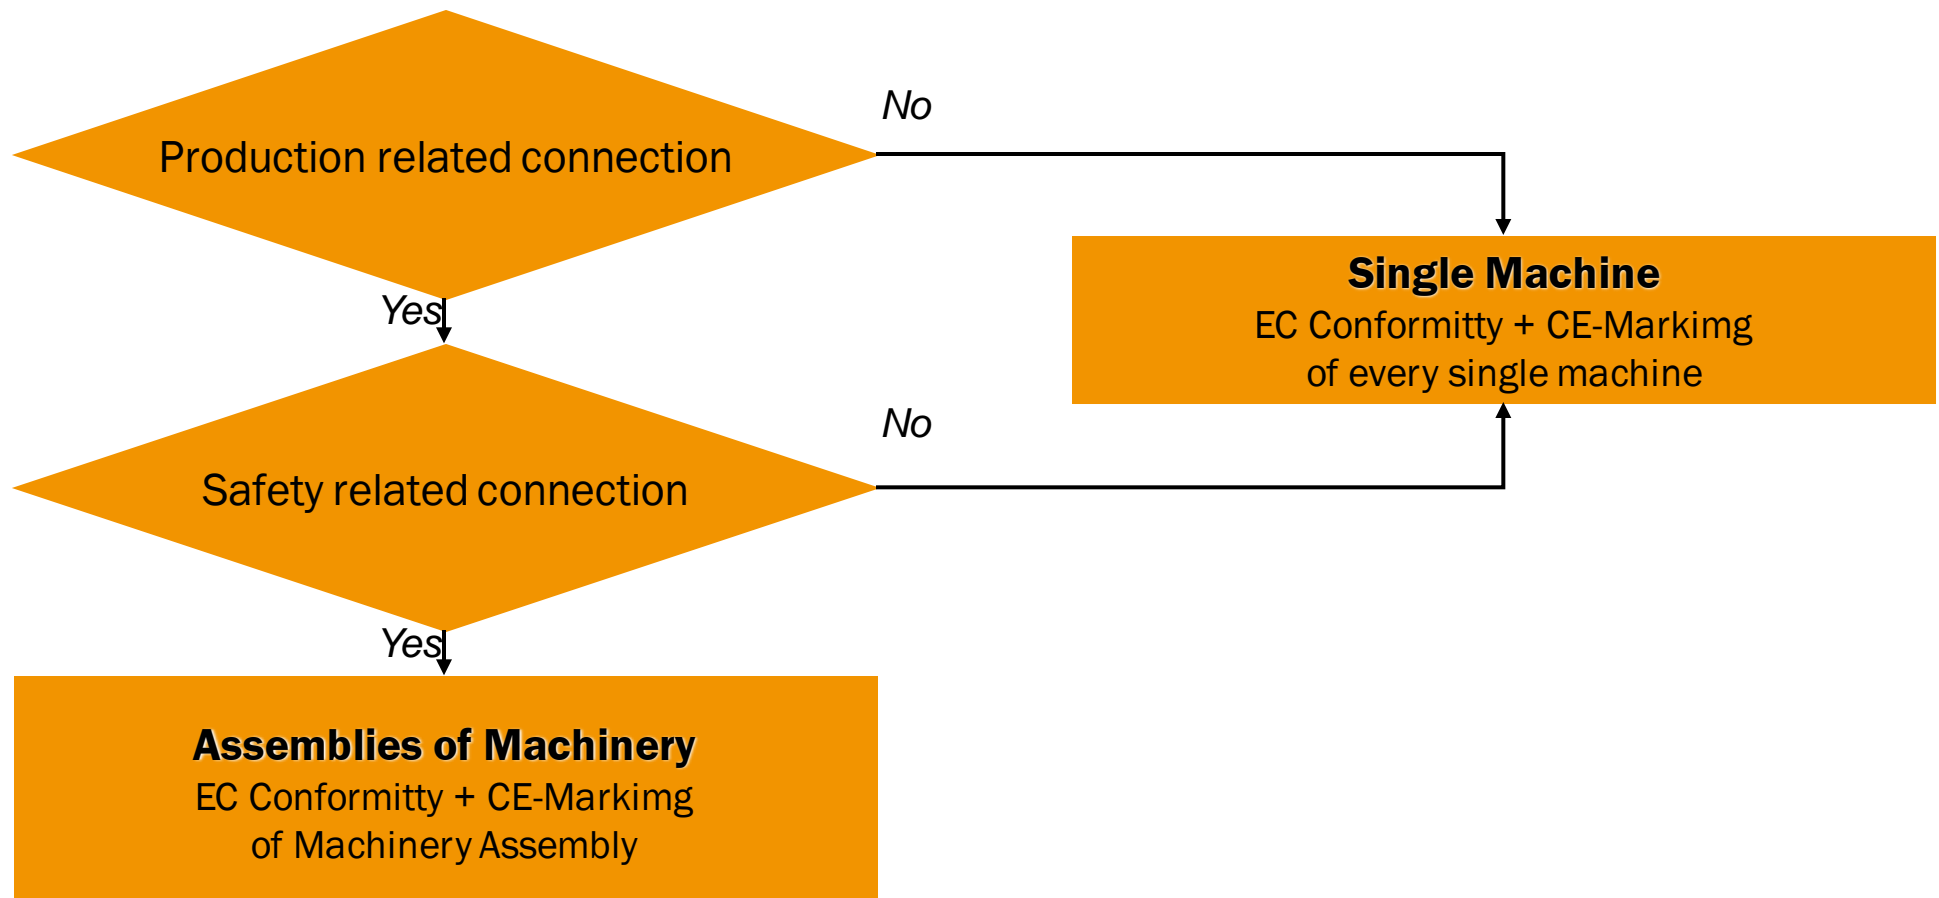 No
Production related connection
Yes
Single Machine
EC Conformitty + CE-Markimg
of every single machine
No
Safety related connection
Yes
Assemblies of Machinery
EC Conformitty + CE-Markimg
of Machinery Assembly